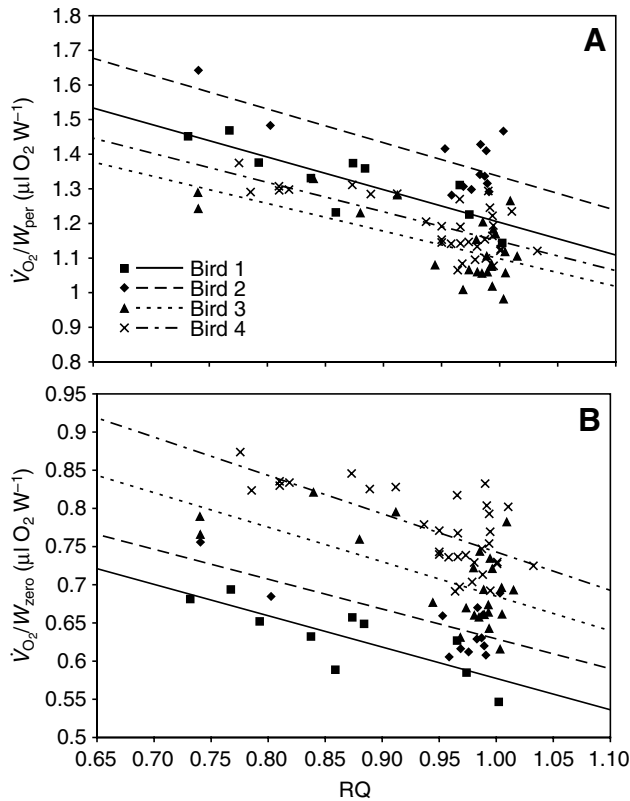 1.8
1.7
1.6
1.5
1.4
1.3
1.2
1.1
1
0.9
0.8
V̇O₂/Wper (µl O₂ W⁻¹)
A
Bird 1
Bird 2
Bird 3
Bird 4
0.95
0.9
0.85
0.8
0.75
0.7
0.65
0.6
0.55
0.5
V̇O₂/Wzero (µl O₂ W⁻¹)
B
0.65 0.70 0.75 0.80 0.85 0.90 0.95 1.00 1.05 1.10
RQ